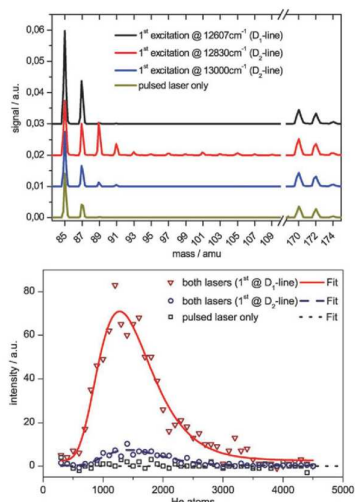 0,06
0,05
0,04
0,03
0,02
0,01
0,00
signal / a.u.
1st excitation @ 12607cm-1 (D1-line)
1st excitation @ 12830cm-1 (D2-line)
1st excitation @ 13000cm-1 (D2-line)
pulsed laser only
85 87 89 91 93 95 97 99 101 103 105 107 109 170 172 174
mass / amu
80
60
40
20
0
intensity / a.u.
both lasers (1st @ D1-line) Fit
both lasers (1st @ D2-line) Fit
pulsed laser only Fit
0 1000 2000 3000 4000 5000
He atoms